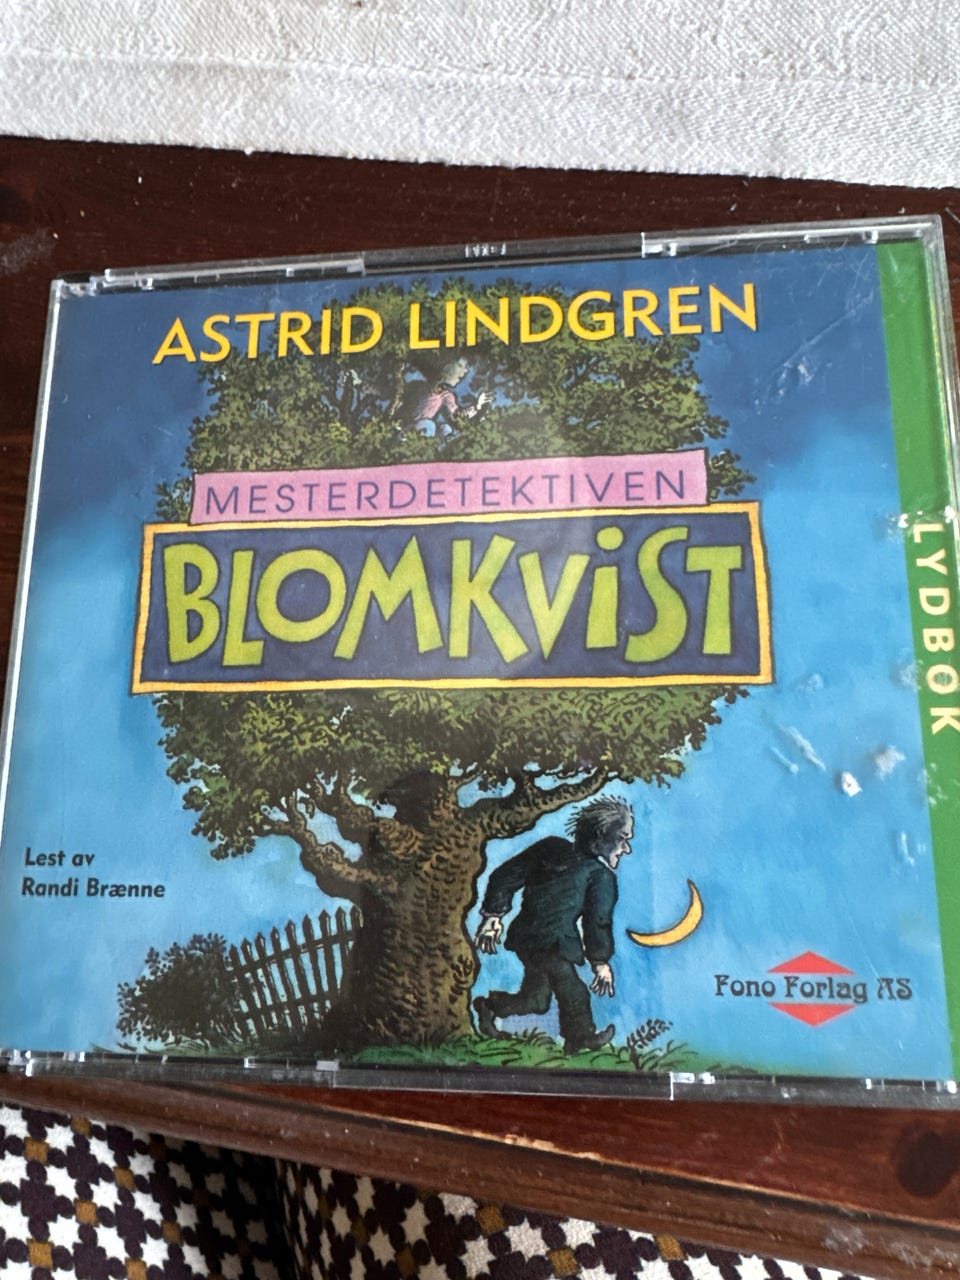 ASTRID LINDGREN
MESTERDETEKTIVEN
BLOMKViST
LYDBOK
Lest av
Randi Brænne
Fono Forlag AS